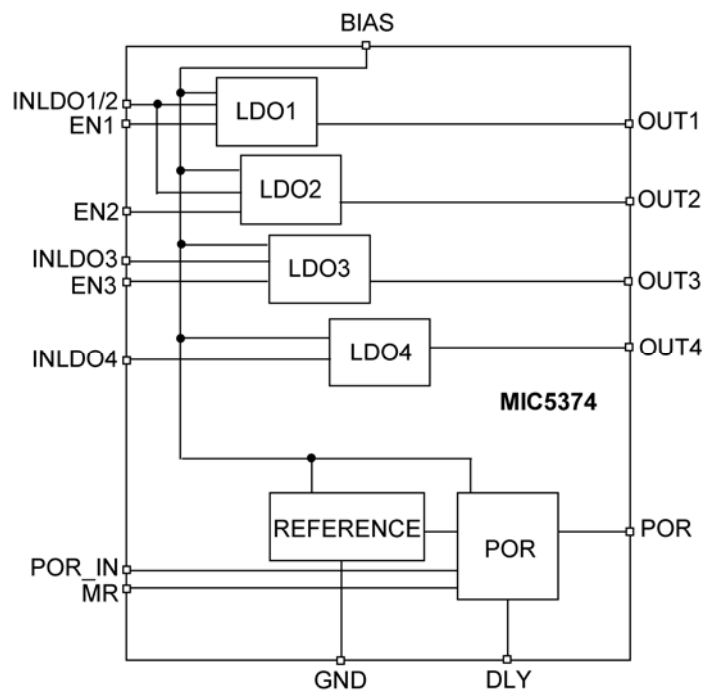 BIAS
INLDO1/2
LDO1
EN1
OUT1
LDO2
OUT2
EN2
INLDO3
LDO3
EN3
OUT3
LDO4
OUT4
INLDO4
MIC5374
REFERENCE
POR
POR
POR_IN
MR
GND
DLY